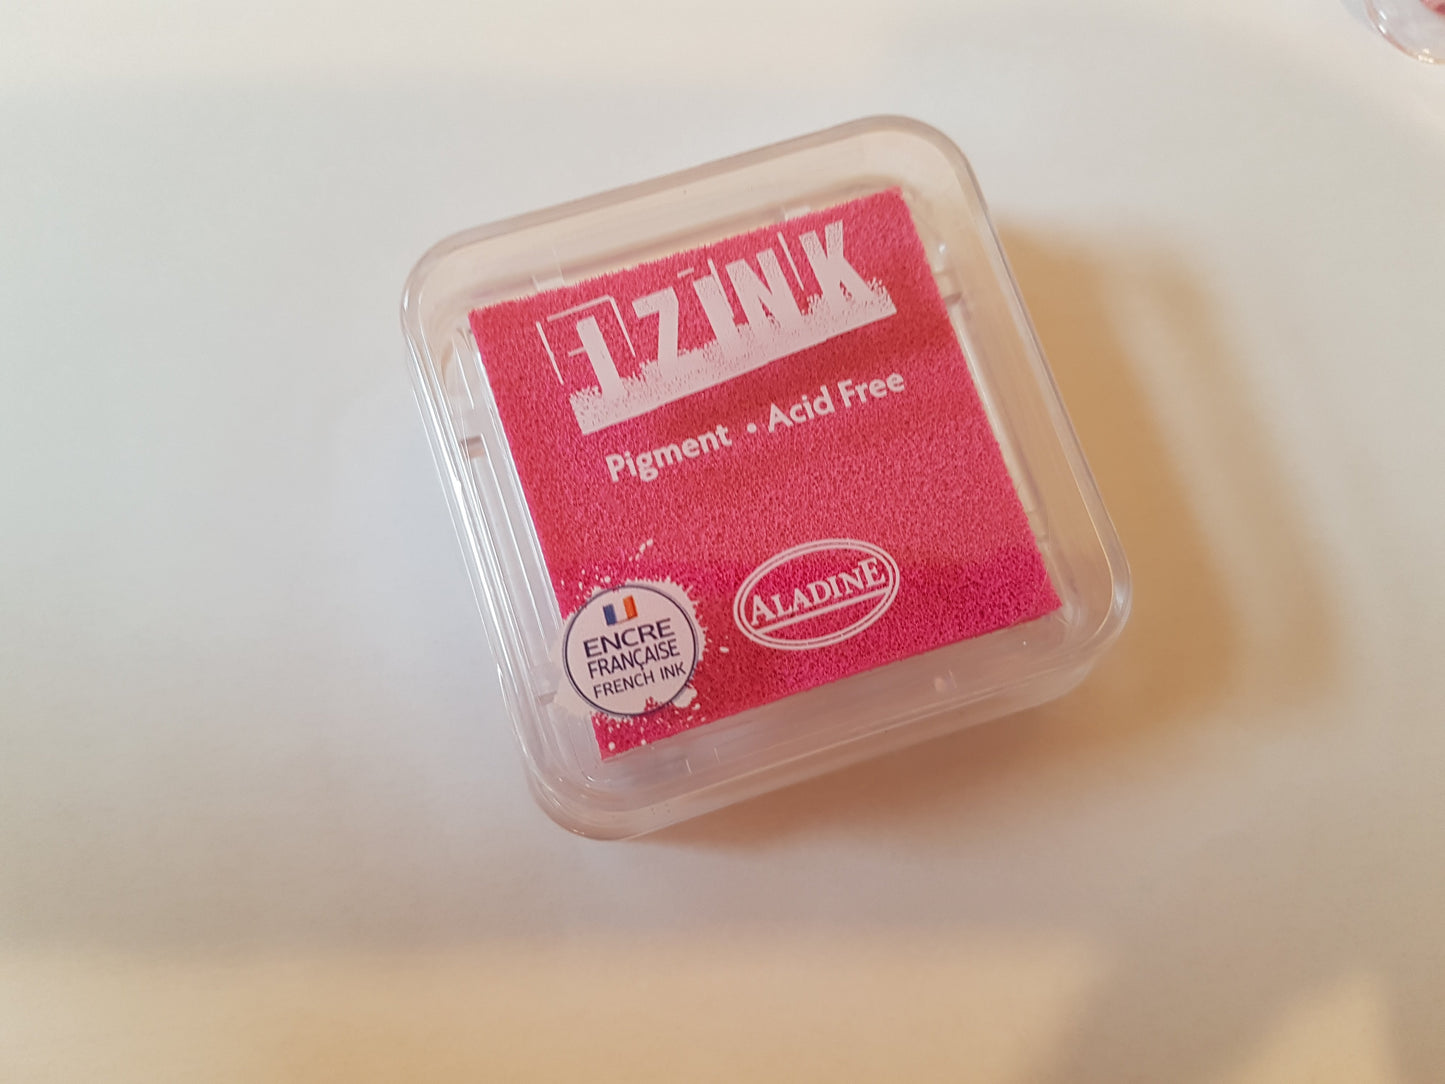 IZINK
Pigment • Acid Free
ALADINE
ENCRE
FRANÇAISE
FRENCH INK